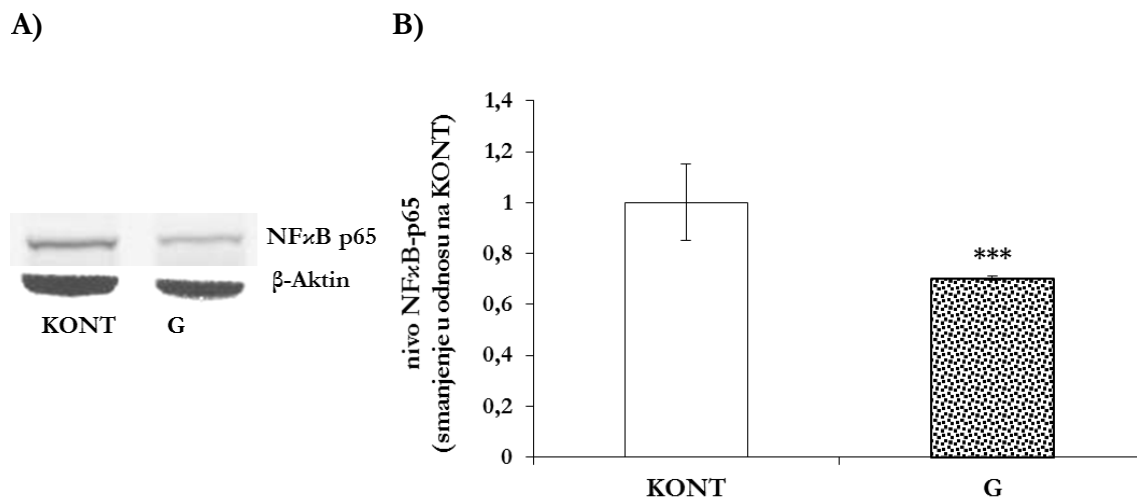 A)
B)
NFϰB p65
β-Aktin
KONT G
nivo NFϰB-p65
(smanjenje u odnosu na KONT)
1,4
1,2
1
0,8
0,6
0,4
0,2
0
***
KONT G